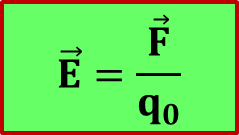 E⃗ = F⃗ / q₀